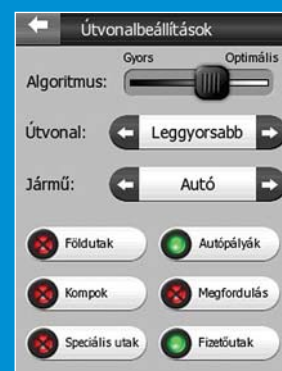 Útvonalbeállítások
Gyors Optimális
Algoritmus:
Útvonal: Leggyorsabb
Jármű: Autó
Földutak Autópályák
Kompok Megfordulás
Speciális utak Fizetőutak